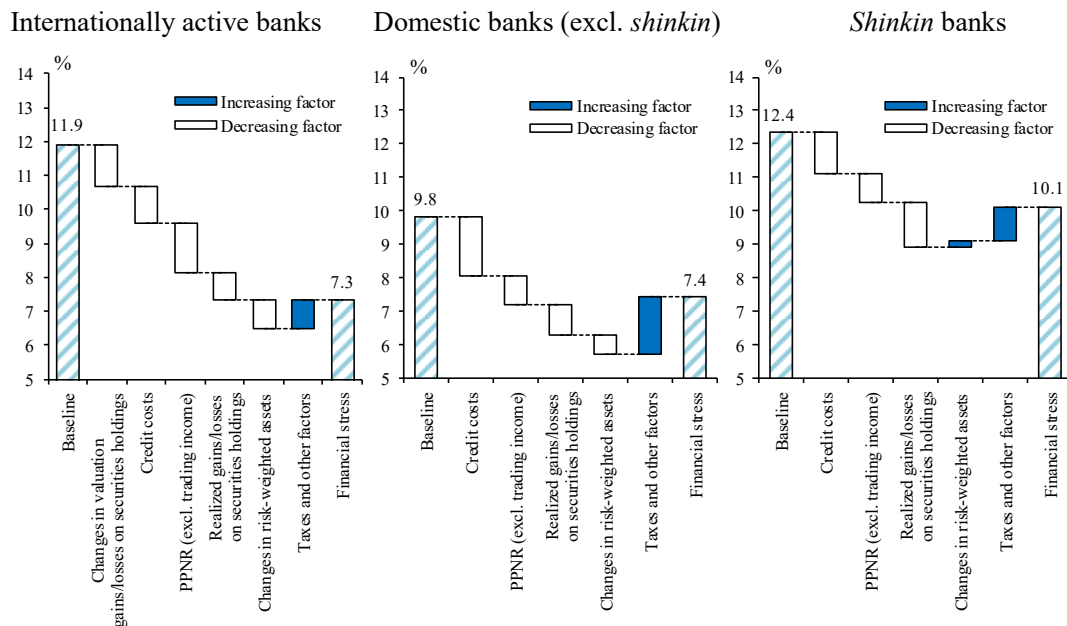 Internationally active banks
%
14
13
12
11
10
9
8
7
6
5
Increasing factor
Decreasing factor
11.9
7.3
Baseline
Changes in valuation
gains/losses on securities holdings
Credit costs
PPNR (excl. trading income)
Realized gains/losses
on securities holdings
Changes in risk-weighted assets
Taxes and other factors
Financial stress
Domestic banks (excl. shinkin)
%
14
13
12
11
10
9
8
7
6
5
Increasing factor
Decreasing factor
9.8
7.4
Baseline
Credit costs
PPNR (excl. trading income)
Realized gains/losses
on securities holdings
Changes in risk-weighted assets
Taxes and other factors
Financial stress
Shinkin banks
%
14
13
12
11
10
9
8
7
6
5
Increasing factor
Decreasing factor
12.4
10.1
Baseline
Credit costs
PPNR (excl. trading income)
Realized gains/losses
on securities holdings
Changes in risk-weighted assets
Taxes and other factors
Financial stress